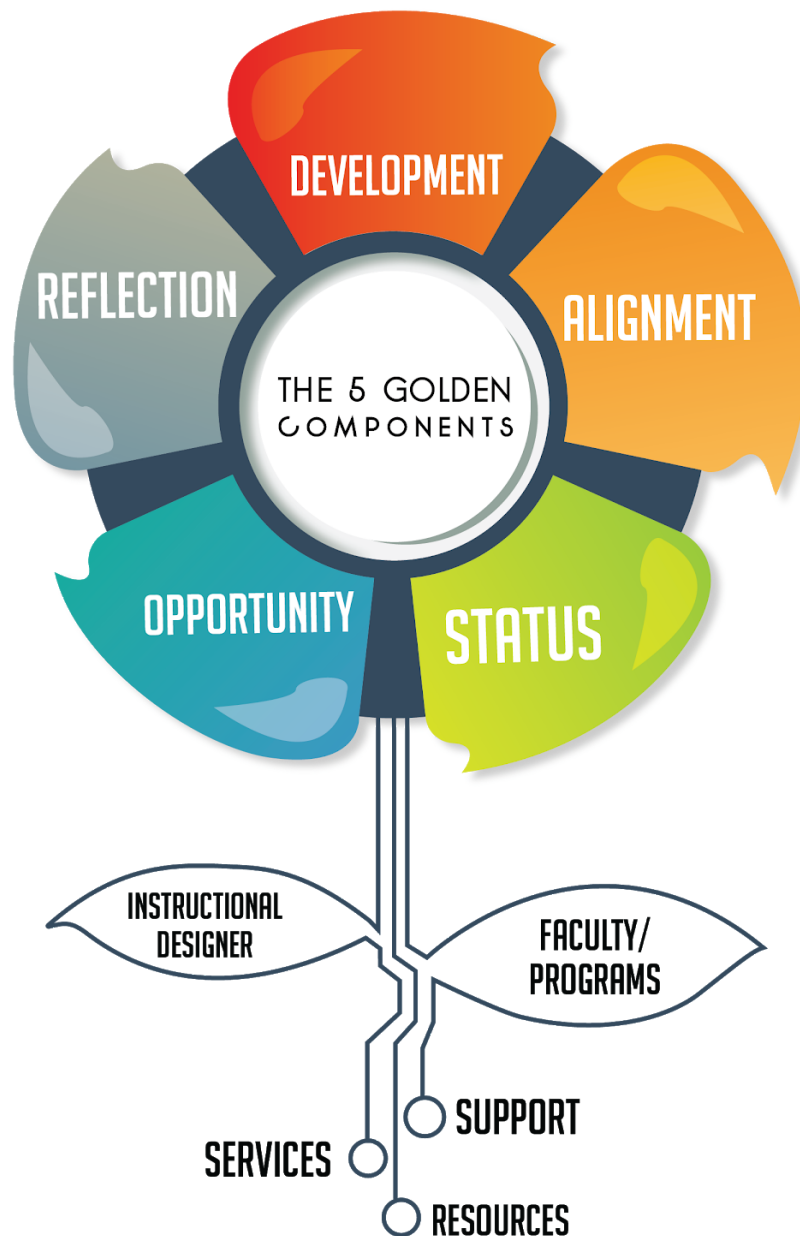 DEVELOPMENT
ALIGNMENT
REFLECTION
THE 5 GOLDEN
COMPONENTS
OPPORTUNITY
STATUS
INSTRUCTIONAL
DESIGNER
FACULTY/
PROGRAMS
SUPPORT
SERVICES
RESOURCES